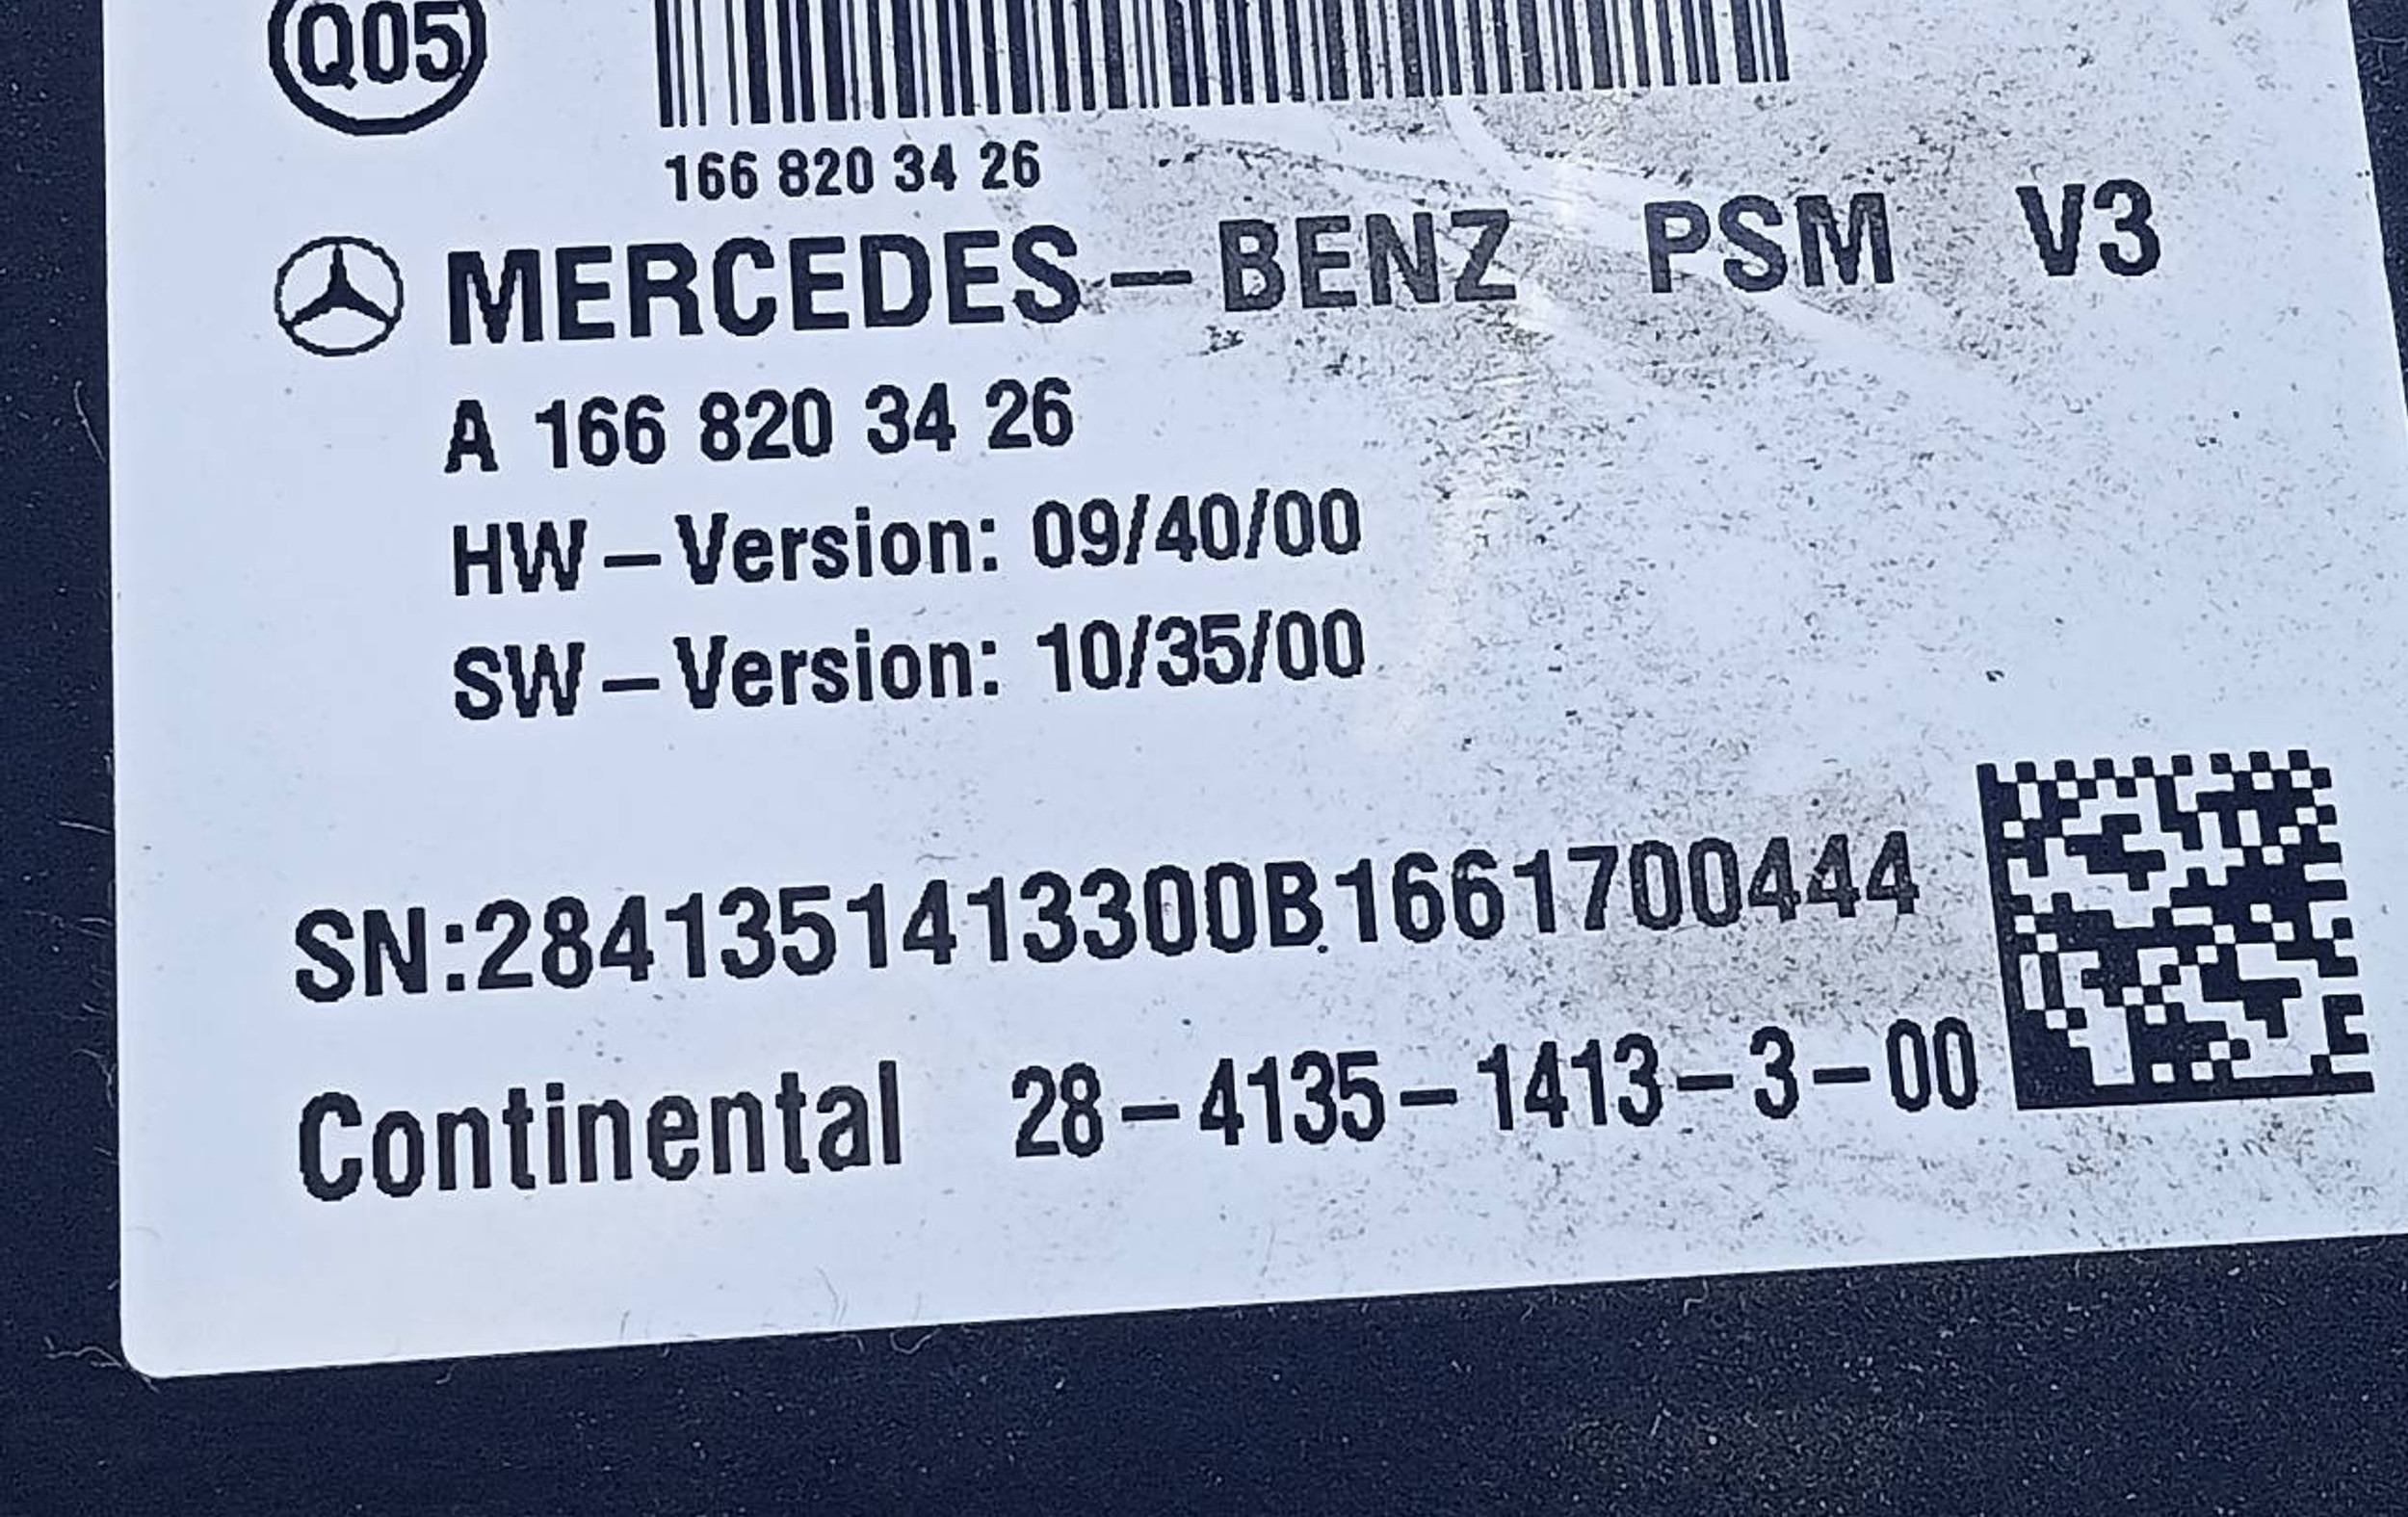 Q05
166 820 34 26
MERCEDES-BENZ PSM V3
A 166 820 34 26
HW-Version: 09/40/00
SW-Version: 10/35/00
SN:2841351413300B1661700444
Continental 28-4135-1413-3-00